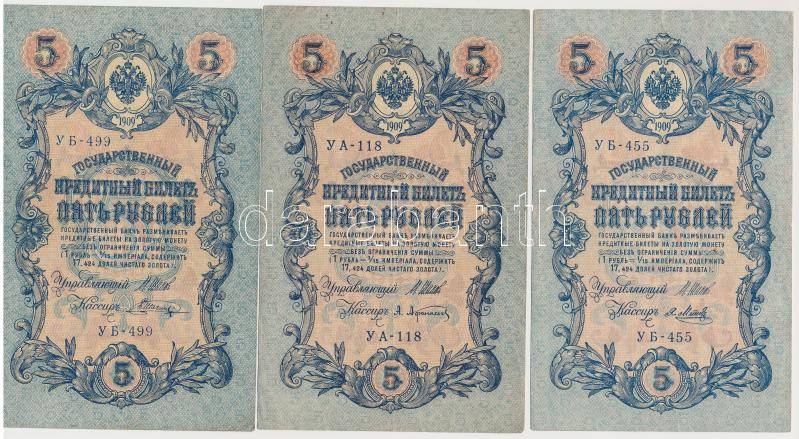 5 5
1909
УБ-499
ГОСУДАРСТВЕННЫЙ
КРЕДИТНЫЙ БИЛЕТЪ
ПЯТЬ РУБЛЕЙ
ГОСУДАРСТВЕННЫЙ БАНКЪ РАЗМѢНИВАЕТЪ
КРЕДИТНЫЕ БИЛЕТЫ НА ЗОЛОТУЮ МОНЕТУ
БЕЗЪ ОГРАНИЧЕНІЯ СУММЫ
(1 РУБЛЬ = 1/15 ИМПЕРІАЛА, СОДЕРЖИТЪ
17,424 ДОЛЕЙ ЧИСТАГО ЗОЛОТА).
Управляющій
Кассиръ
УБ-499
5
5 5
1909
УА-118
ГОСУДАРСТВЕННЫЙ
КРЕДИТНЫЙ БИЛЕТЪ
ПЯТЬ РУБЛЕЙ
ГОСУДАРСТВЕННЫЙ БАНКЪ РАЗМѢНИВАЕТЪ
КРЕДИТНЫЕ БИЛЕТЫ НА ЗОЛОТУЮ МОНЕТУ
БЕЗЪ ОГРАНИЧЕНІЯ СУММЫ
(1 РУБЛЬ = 1/15 ИМПЕРІАЛА, СОДЕРЖИТЪ
17,424 ДОЛЕЙ ЧИСТАГО ЗОЛОТА).
Управляющій
Кассиръ А. Афанасьев
УА-118
5
5 5
1909
УБ-455
ГОСУДАРСТВЕННЫЙ
КРЕДИТНЫЙ БИЛЕТЪ
ПЯТЬ РУБЛЕЙ
ГОСУДАРСТВЕННЫЙ БАНКЪ РАЗМѢНИВАЕТЪ
КРЕДИТНЫЕ БИЛЕТЫ НА ЗОЛОТУЮ МОНЕТУ
БЕЗЪ ОГРАНИЧЕНІЯ СУММЫ
(1 РУБЛЬ = 1/15 ИМПЕРІАЛА, СОДЕРЖИТЪ
17,424 ДОЛЕЙ ЧИСТАГО ЗОЛОТА).
Управляющій
Кассиръ
УБ-455
5
darabanth